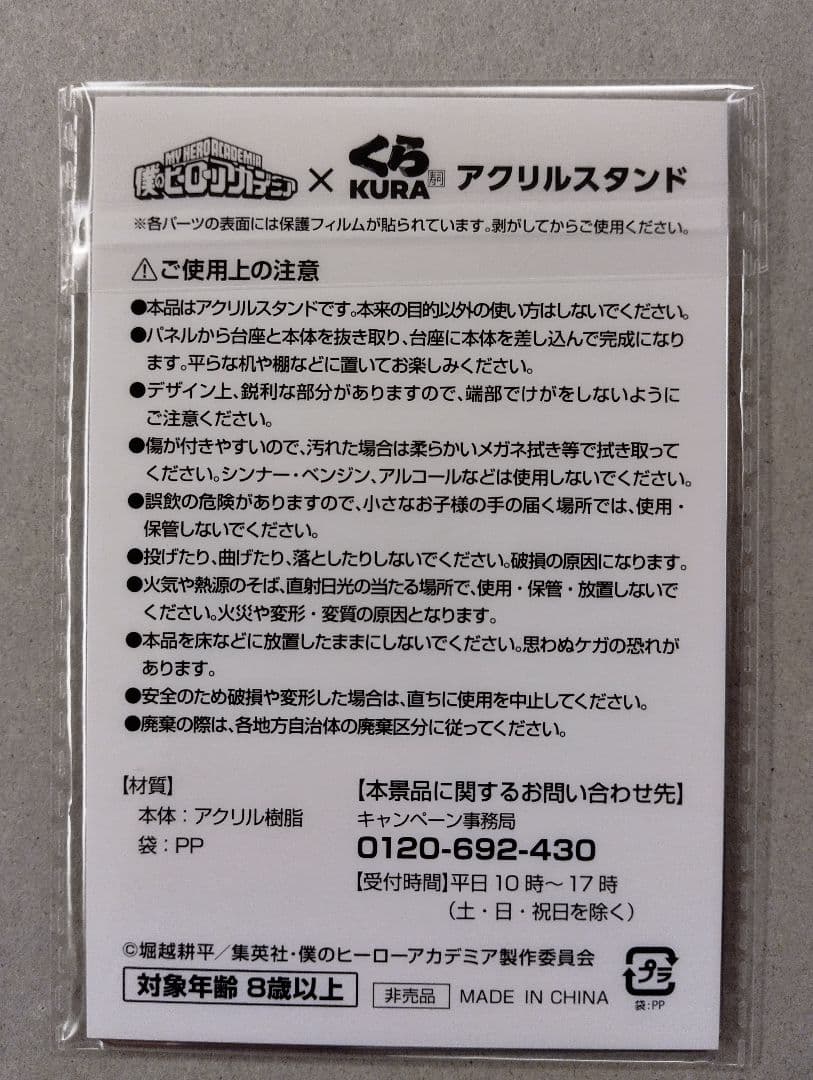 MY HERO ACADEMIA
僕のヒーローアカデミア × くら KURA 寿司 アクリルスタンド
※各パーツの表面には保護フィルムが貼られています。剥がしてからご使用ください。
⚠ご使用上の注意
●本品はアクリルスタンドです。本来の目的以外の使い方はしないでください。
●パネルから台座と本体を抜き取り、台座に本体を差し込んで完成になり
ます。平らな机や棚などに置いてお楽しみください。
●デザイン上、鋭利な部分がありますので、端部でけがをしないように
ご注意ください。
●傷が付きやすいので、汚れた場合は柔らかいメガネ拭き等で拭き取って
ください。シンナー・ベンジン、アルコールなどは使用しないでください。
●誤飲の危険がありますので、小さなお子様の手の届く場所では、使用・
保管しないでください。
●投げたり、曲げたり、落としたりしないでください。破損の原因になります。
●火気や熱源のそば、直射日光の当たる場所で、使用・保管・放置しないで
ください。火災や変形・変質の原因となります。
●本品を床などに放置したままにしないでください。思わぬケガの恐れが
あります。
●安全のため破損や変形した場合は、直ちに使用を中止してください。
●廃棄の際は、各地方自治体の廃棄区分に従ってください。
【材質】
本体：アクリル樹脂
袋：PP
【本景品に関するお問い合わせ先】
キャンペーン事務局
0120-692-430
【受付時間】平日10時〜17時
（土・日・祝日を除く）
©堀越耕平／集英社・僕のヒーローアカデミア製作委員会
対象年齢 8歳以上
非売品 MADE IN CHINA
プラ
袋:PP